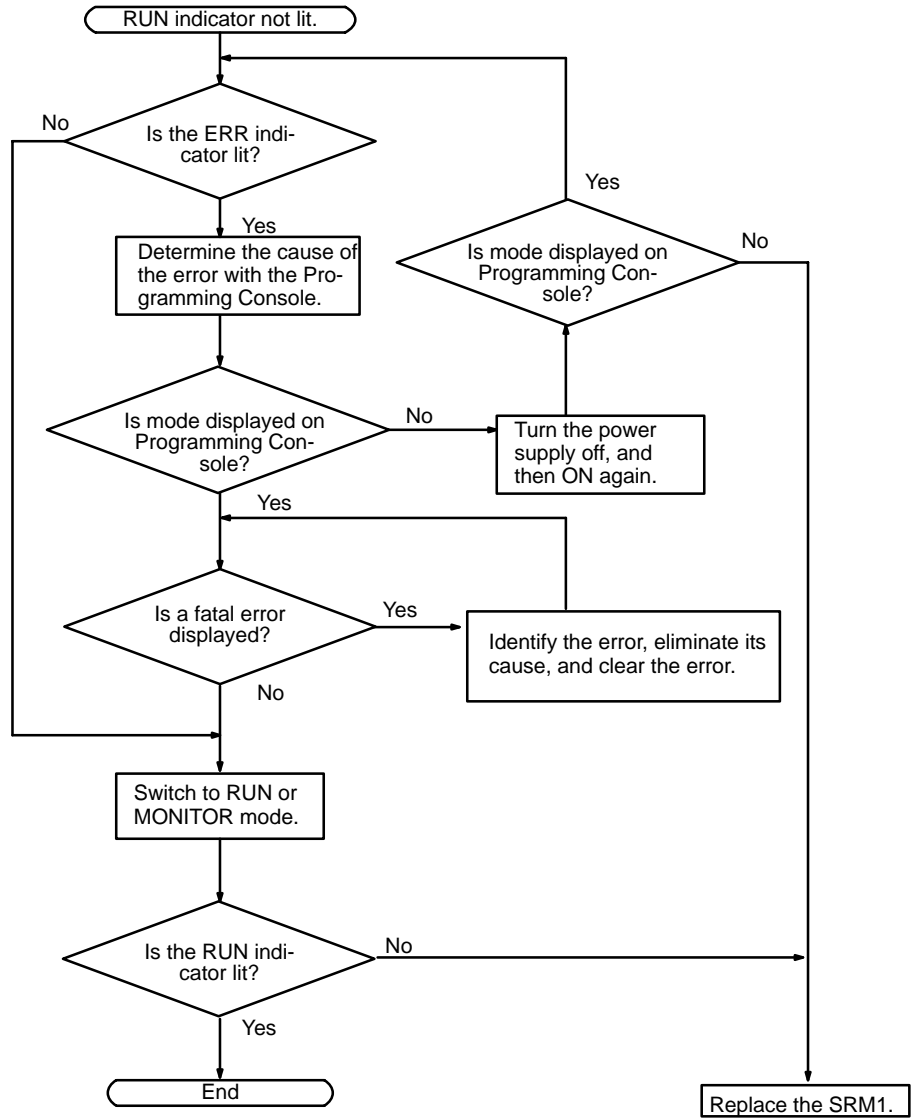 RUN indicator not lit.
No
Is the ERR indi-
cator lit?
Yes
Determine the cause of
the error with the Pro-
gramming Console.
Yes
Is mode displayed on
Programming Con-
sole?
No
Is mode displayed on
Programming Con-
sole?
No
Turn the power
supply off, and
then ON again.
Yes
Is a fatal error
displayed?
Yes
Identify the error, eliminate its
cause, and clear the error.
No
Switch to RUN or
MONITOR mode.
Is the RUN indi-
cator lit?
No
Yes
End
Replace the SRM1.